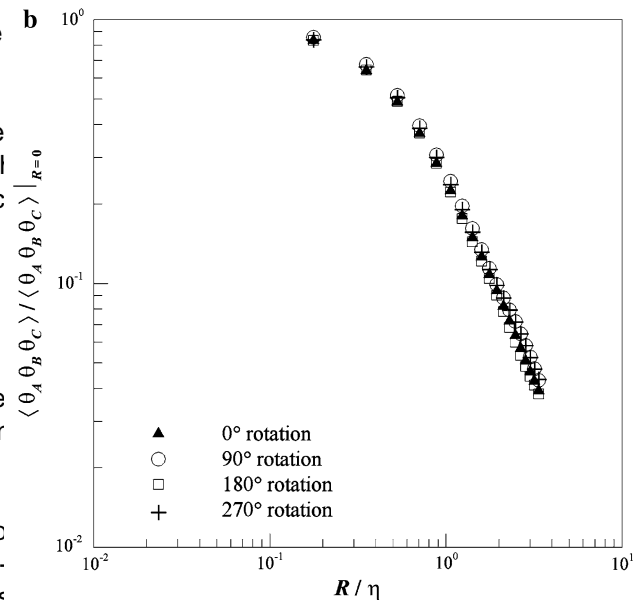 b
10⁰
10⁻¹
10⁻²
⟨θ_A θ_B θ_C⟩ / ⟨θ_A θ_B θ_C⟩|_{R=0}
0° rotation
90° rotation
180° rotation
270° rotation
10⁻² 10⁻¹ 10⁰ 10¹
R / η